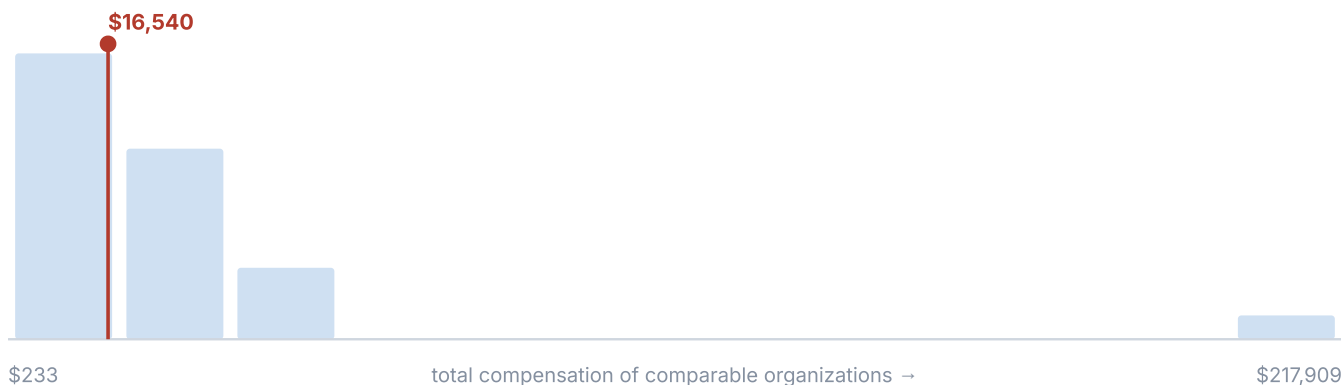 $16,540
$233 total compensation of comparable organizations → $217,909